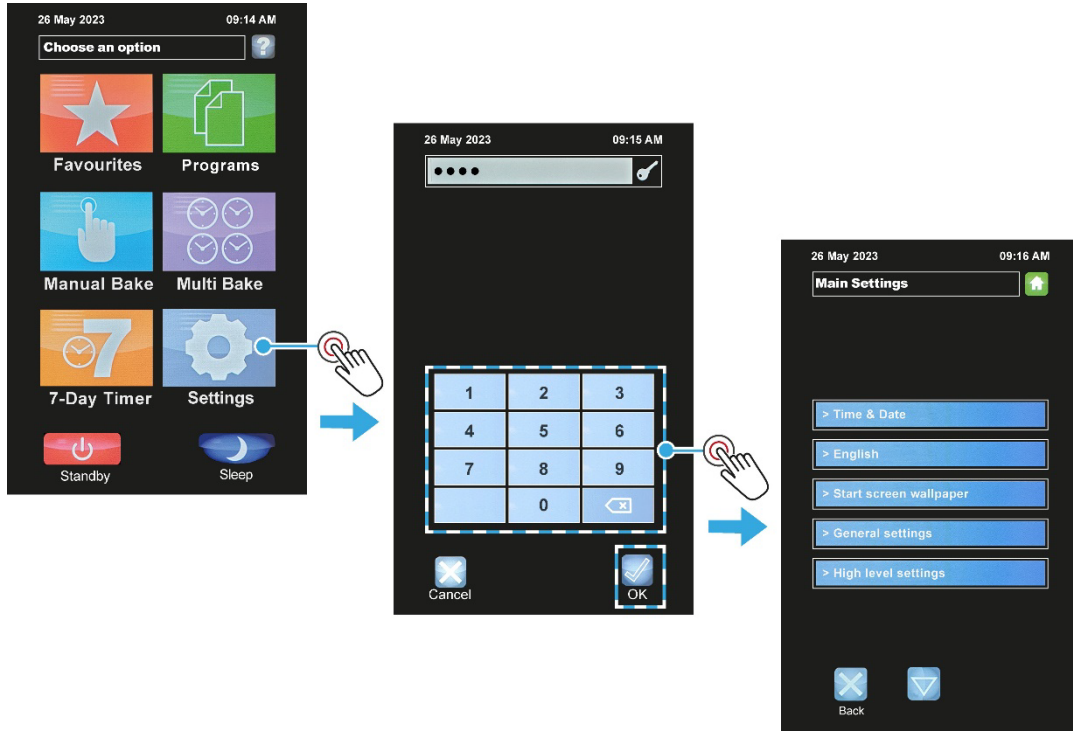 26 May 2023 09:14 AM
Choose an option ?
Favourites Programs
Manual Bake Multi Bake
7
7-Day Timer Settings
Standby Sleep
26 May 2023 09:15 AM
1 2 3
4 5 6
7 8 9
0
Cancel OK
26 May 2023 09:16 AM
Main Settings
> Time & Date
> English
> Start screen wallpaper
> General settings
> High level settings
Back